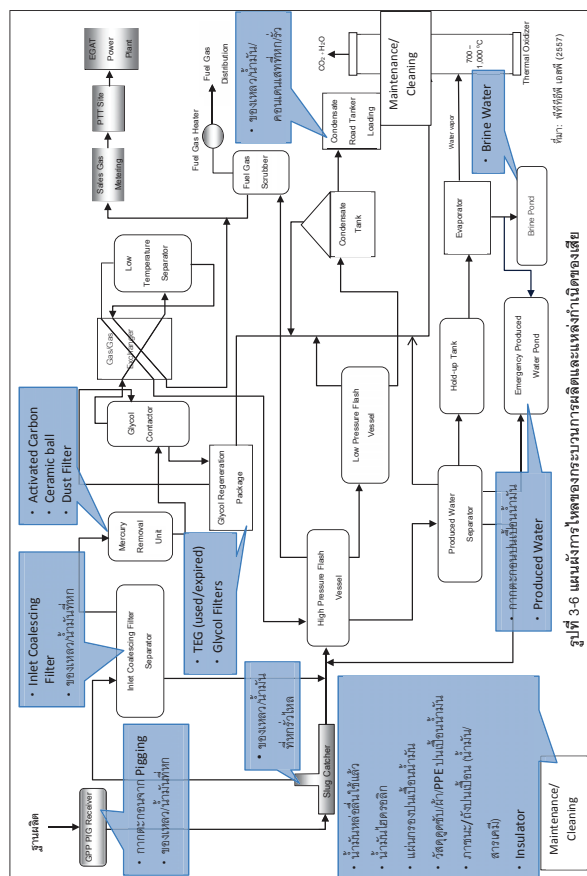 ฐานผลิต
GPP PIG Receiver
• กากตะกอนจาก Pigging
• ของเหลว/น้ำมันที่หก
• Inlet Coalescing
Filter
• ของเหลว/น้ำมันที่หก
Inlet Coalescing Filter
Separator
• Activated Carbon
• Ceramic ball
• Dust Filter
Mercury
Removal
Unit
Glycol
Contactor
Gas/Gas
Exchanger
Low
Temperature
Separator
Sales Gas
Metering
PTT Site
EGAT
Power
Plant
Glycol Regeneration
Package
• TEG (used/expired)
• Glycol Filters
Fuel Gas
Scrubber
Fuel Gas Heater
Fuel Gas
Distribution
Slug Catcher
• ของเหลว/น้ำมัน
ที่หกรั่วไหล
High Pressure Flash
Vessel
Low Pressure Flash
Vessel
Condensate
Tank
Condensate
Road Tanker
Loading
• ของเหลว/น้ำมัน/
คอนเดนเสทที่หก/รั่ว
Maintenance/
Cleaning
CO₂ - H₂O
700 –
1,000 °C
Thermal Oxidizer
Water vapor
Produced Water
Separator
Hold-up Tank
Evaporator
Emergency Produced
Water Pond
Brine Pond
• Brine Water
• กากตะกอนปนเปื้อนน้ำมัน
• Produced Water
• น้ำมันหล่อลื่นใช้แล้ว
• น้ำมันไฮดรอลิก
• แผ่นกรองปนเปื้อนน้ำมัน
• วัสดุดูดซับ/ผ้า/PPE ปนเปื้อนน้ำมัน
• ภาชนะ/ถังปนเปื้อน (น้ำมัน/
สารเคมี)
• Insulator
Maintenance/
Cleaning
ที่มา: พีทีทีอีพี เอสพี (2557)
รูปที่ 3-6 แผนผังการไหลของกระบวนการผลิตและแหล่งกำเนิดของเสีย